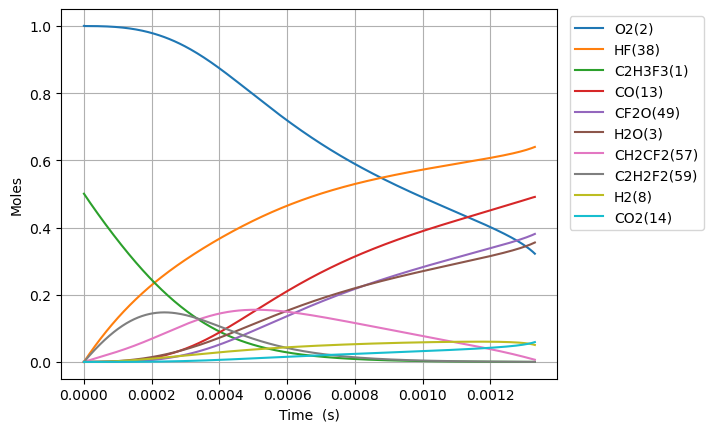 1.0
0.8
0.6
0.4
0.2
0.0
Moles
0.0000 0.0002 0.0004 0.0006 0.0008 0.0010 0.0012
Time (s)
O2(2)
HF(38)
C2H3F3(1)
CO(13)
CF2O(49)
H2O(3)
CH2CF2(57)
C2H2F2(59)
H2(8)
CO2(14)